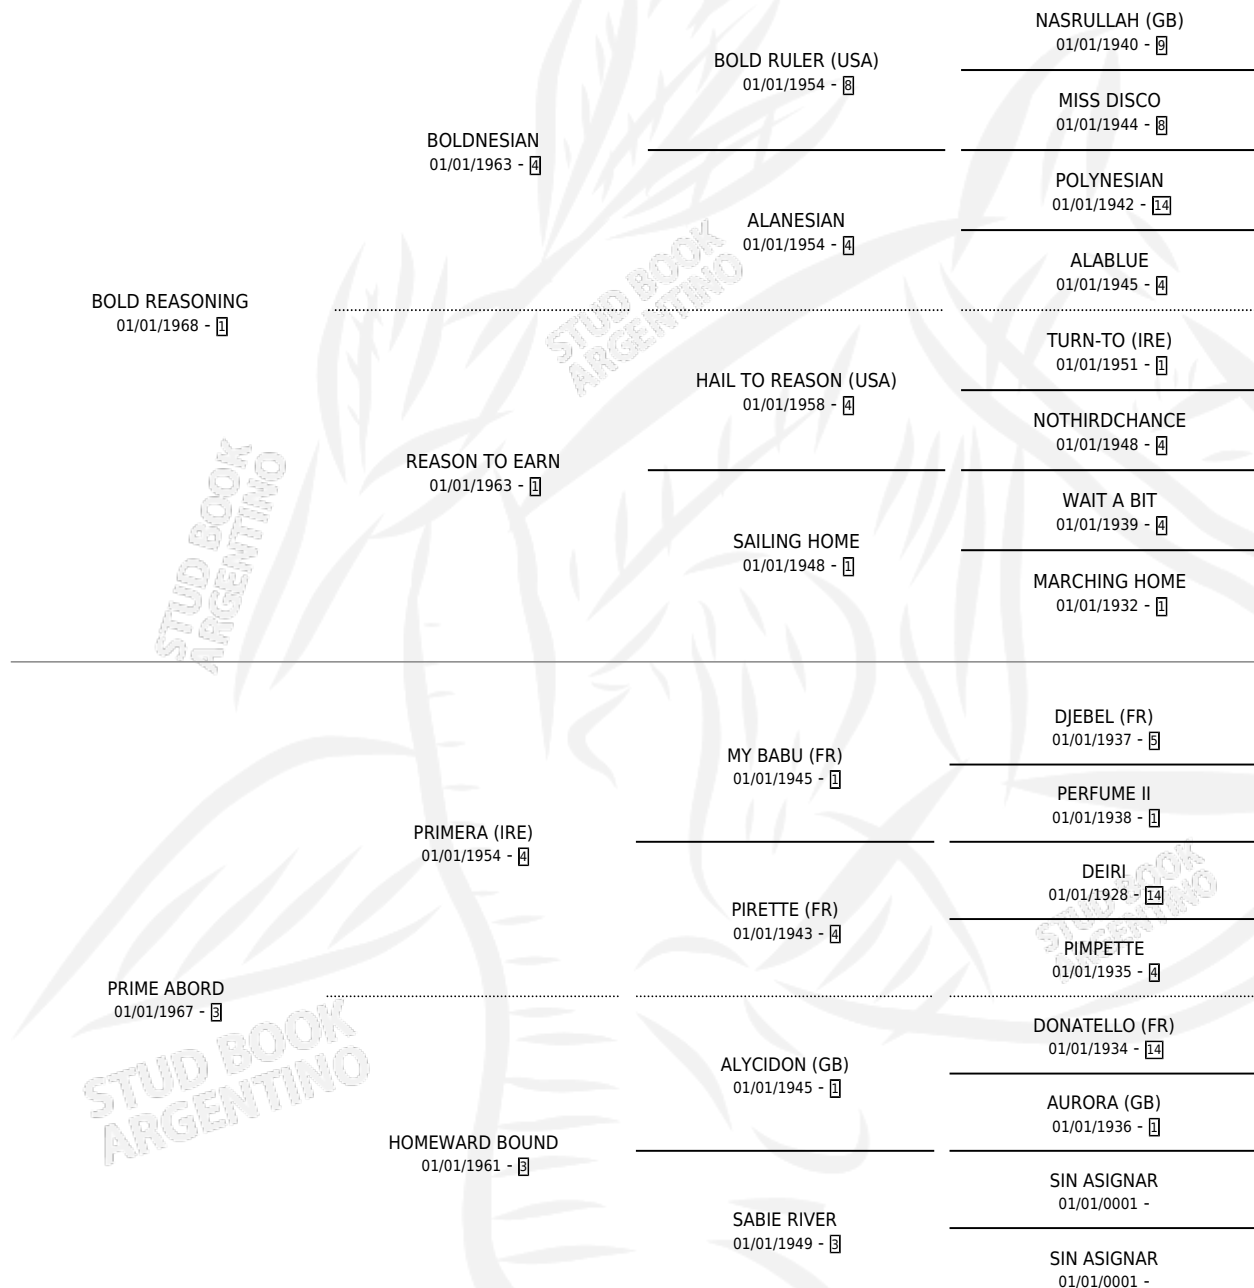 NASRULLAH (GB)
01/01/1940 - 9
BOLD RULER (USA)
01/01/1954 - 8
MISS DISCO
01/01/1944 - 8
BOLDNESIAN
01/01/1963 - 4
POLYNESIAN
01/01/1942 - 14
ALANESIAN
01/01/1954 - 4
ALABLUE
01/01/1945 - 4
BOLD REASONING
01/01/1968 - 1
TURN-TO (IRE)
01/01/1951 - 1
HAIL TO REASON (USA)
01/01/1958 - 4
NOTHIRDCHANCE
01/01/1948 - 4
REASON TO EARN
01/01/1963 - 1
WAIT A BIT
01/01/1939 - 4
SAILING HOME
01/01/1948 - 1
MARCHING HOME
01/01/1932 - 1
DJEBEL (FR)
01/01/1937 - 5
MY BABU (FR)
01/01/1945 - 1
PERFUME II
01/01/1938 - 1
PRIMERA (IRE)
01/01/1954 - 4
DEIRI
01/01/1928 - 14
PIRETTE (FR)
01/01/1943 - 4
PIMPETTE
01/01/1935 - 4
PRIME ABORD
01/01/1967 - 3
DONATELLO (FR)
01/01/1934 - 14
ALYCIDON (GB)
01/01/1945 - 1
AURORA (GB)
01/01/1936 - 1
HOMEWARD BOUND
01/01/1961 - 3
SIN ASIGNAR
01/01/0001 -
SABIE RIVER
01/01/1949 - 3
SIN ASIGNAR
01/01/0001 -
STUD BOOK
ARGENTINO
STUD BOOK
ARGENTINO
STUD BOOK
ARGENTINO
STUD BOOK
ARGENTINO